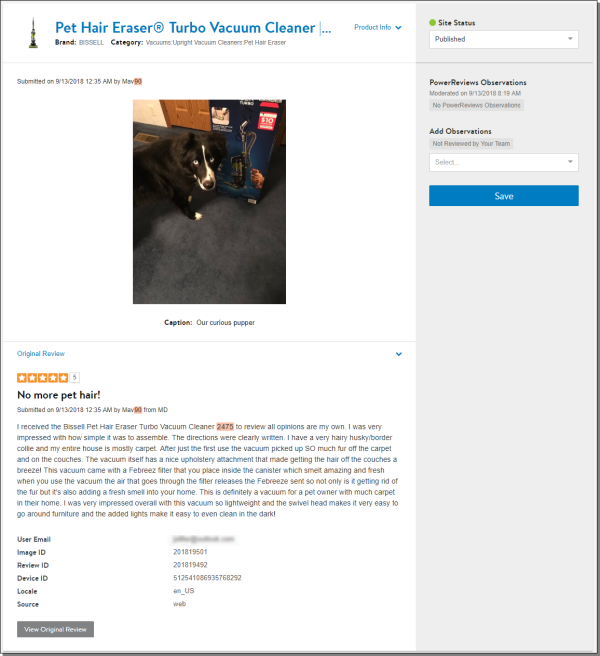 Pet Hair Eraser® Turbo Vacuum Cleaner |...
Product Info
Brand: BISSELL Category: Vacuums:Upright Vacuum Cleaners:Pet Hair Eraser
Submitted on 9/13/2018 12:35 AM by Mav90
TURBO
$10
Caption: Our curious pupper
Original Review
5
No more pet hair!
Submitted on 9/13/2018 12:35 AM by Mav90 from MD
I received the Bissell Pet Hair Eraser Turbo Vacuum Cleaner 2475 to review all opinions are my own. I was very
impressed with how simple it was to assemble. The directions were clearly written. I have a very hairy husky/border
collie and my entire house is mostly carpet. After just the first use the vacuum picked up SO much fur off the carpet
and on the couches. The vacuum itself has a nice upholstery attachment that made getting the hair off the couches a
breeze! This vacuum came with a Febreez filter that you place inside the canister which smelt amazing and fresh
when you use the vacuum the air that goes through the filter releases the Febreeze sent so not only is it getting rid of
the fur but it's also adding a fresh smell into your home. This is definitely a vacuum for a pet owner with much carpet
in their home. I was very impressed overall with this vacuum so lightweight and the swivel head makes it very easy to
go around furniture and the added lights make it easy to even clean in the dark!
User Email
Image ID 201819501
Review ID 201819492
Device ID 512541086935768292
Locale en_US
Source web
View Original Review
Site Status
Published
PowerReviews Observations
Moderated on 9/13/2018 8:19 AM
No PowerReviews Observations
Add Observations
Not Reviewed by Your Team
Select...
Save